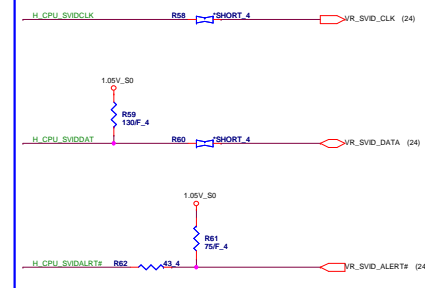 H_CPU_SVIDCLK R58 *SHORT_4 VR_SVID_CLK (24)
1.05V_S0
R59
130/F_4
H_CPU_SVIDDAT R60 *SHORT_4 VR_SVID_DATA (24)
1.05V_S0
R61
75/F_4
H_CPU_SVIDALRT# R62 43_4 VR_SVID_ALERT# (24